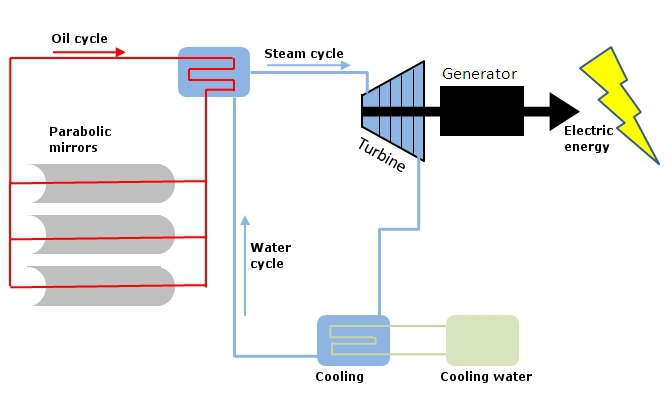 Oil cycle
Steam cycle
Generator
Parabolic
mirrors
Turbine
Electric
energy
Water
cycle
Cooling
Cooling water